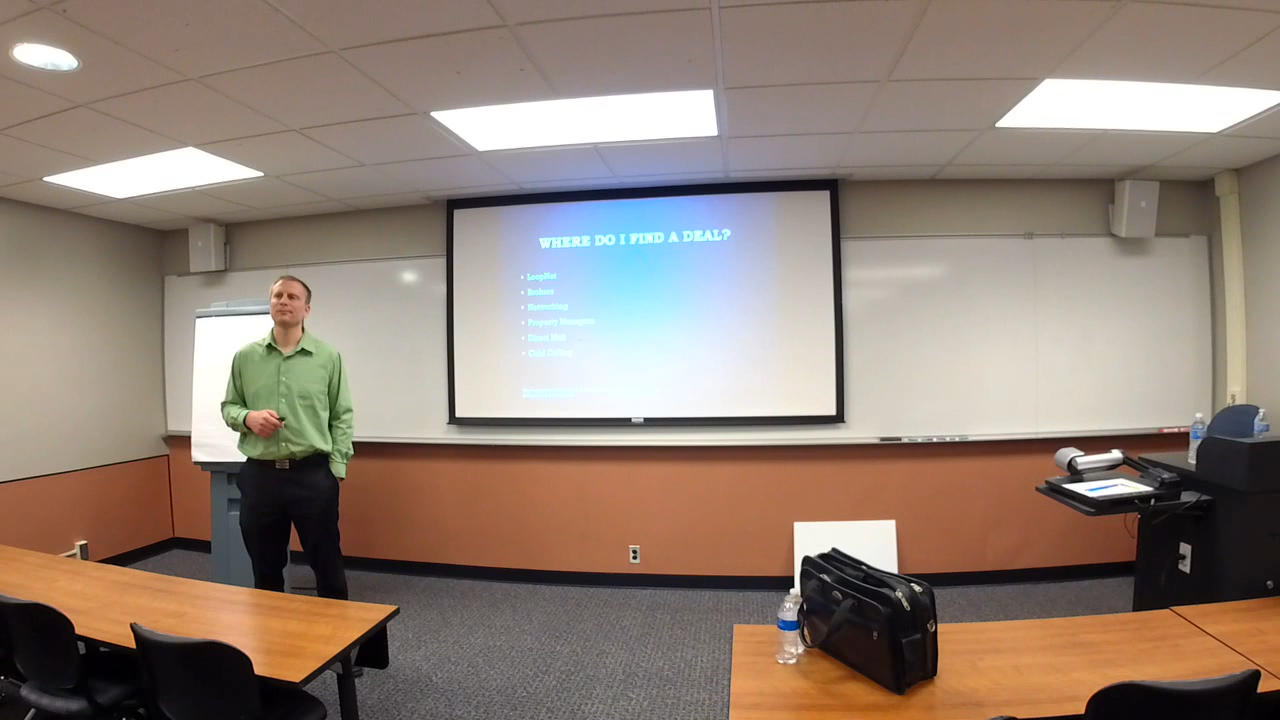 WHERE DO I FIND A DEAL?
• LoopNet
• Brokers
• Networking
• Property Managers
• Direct Mail
• Cold Calling